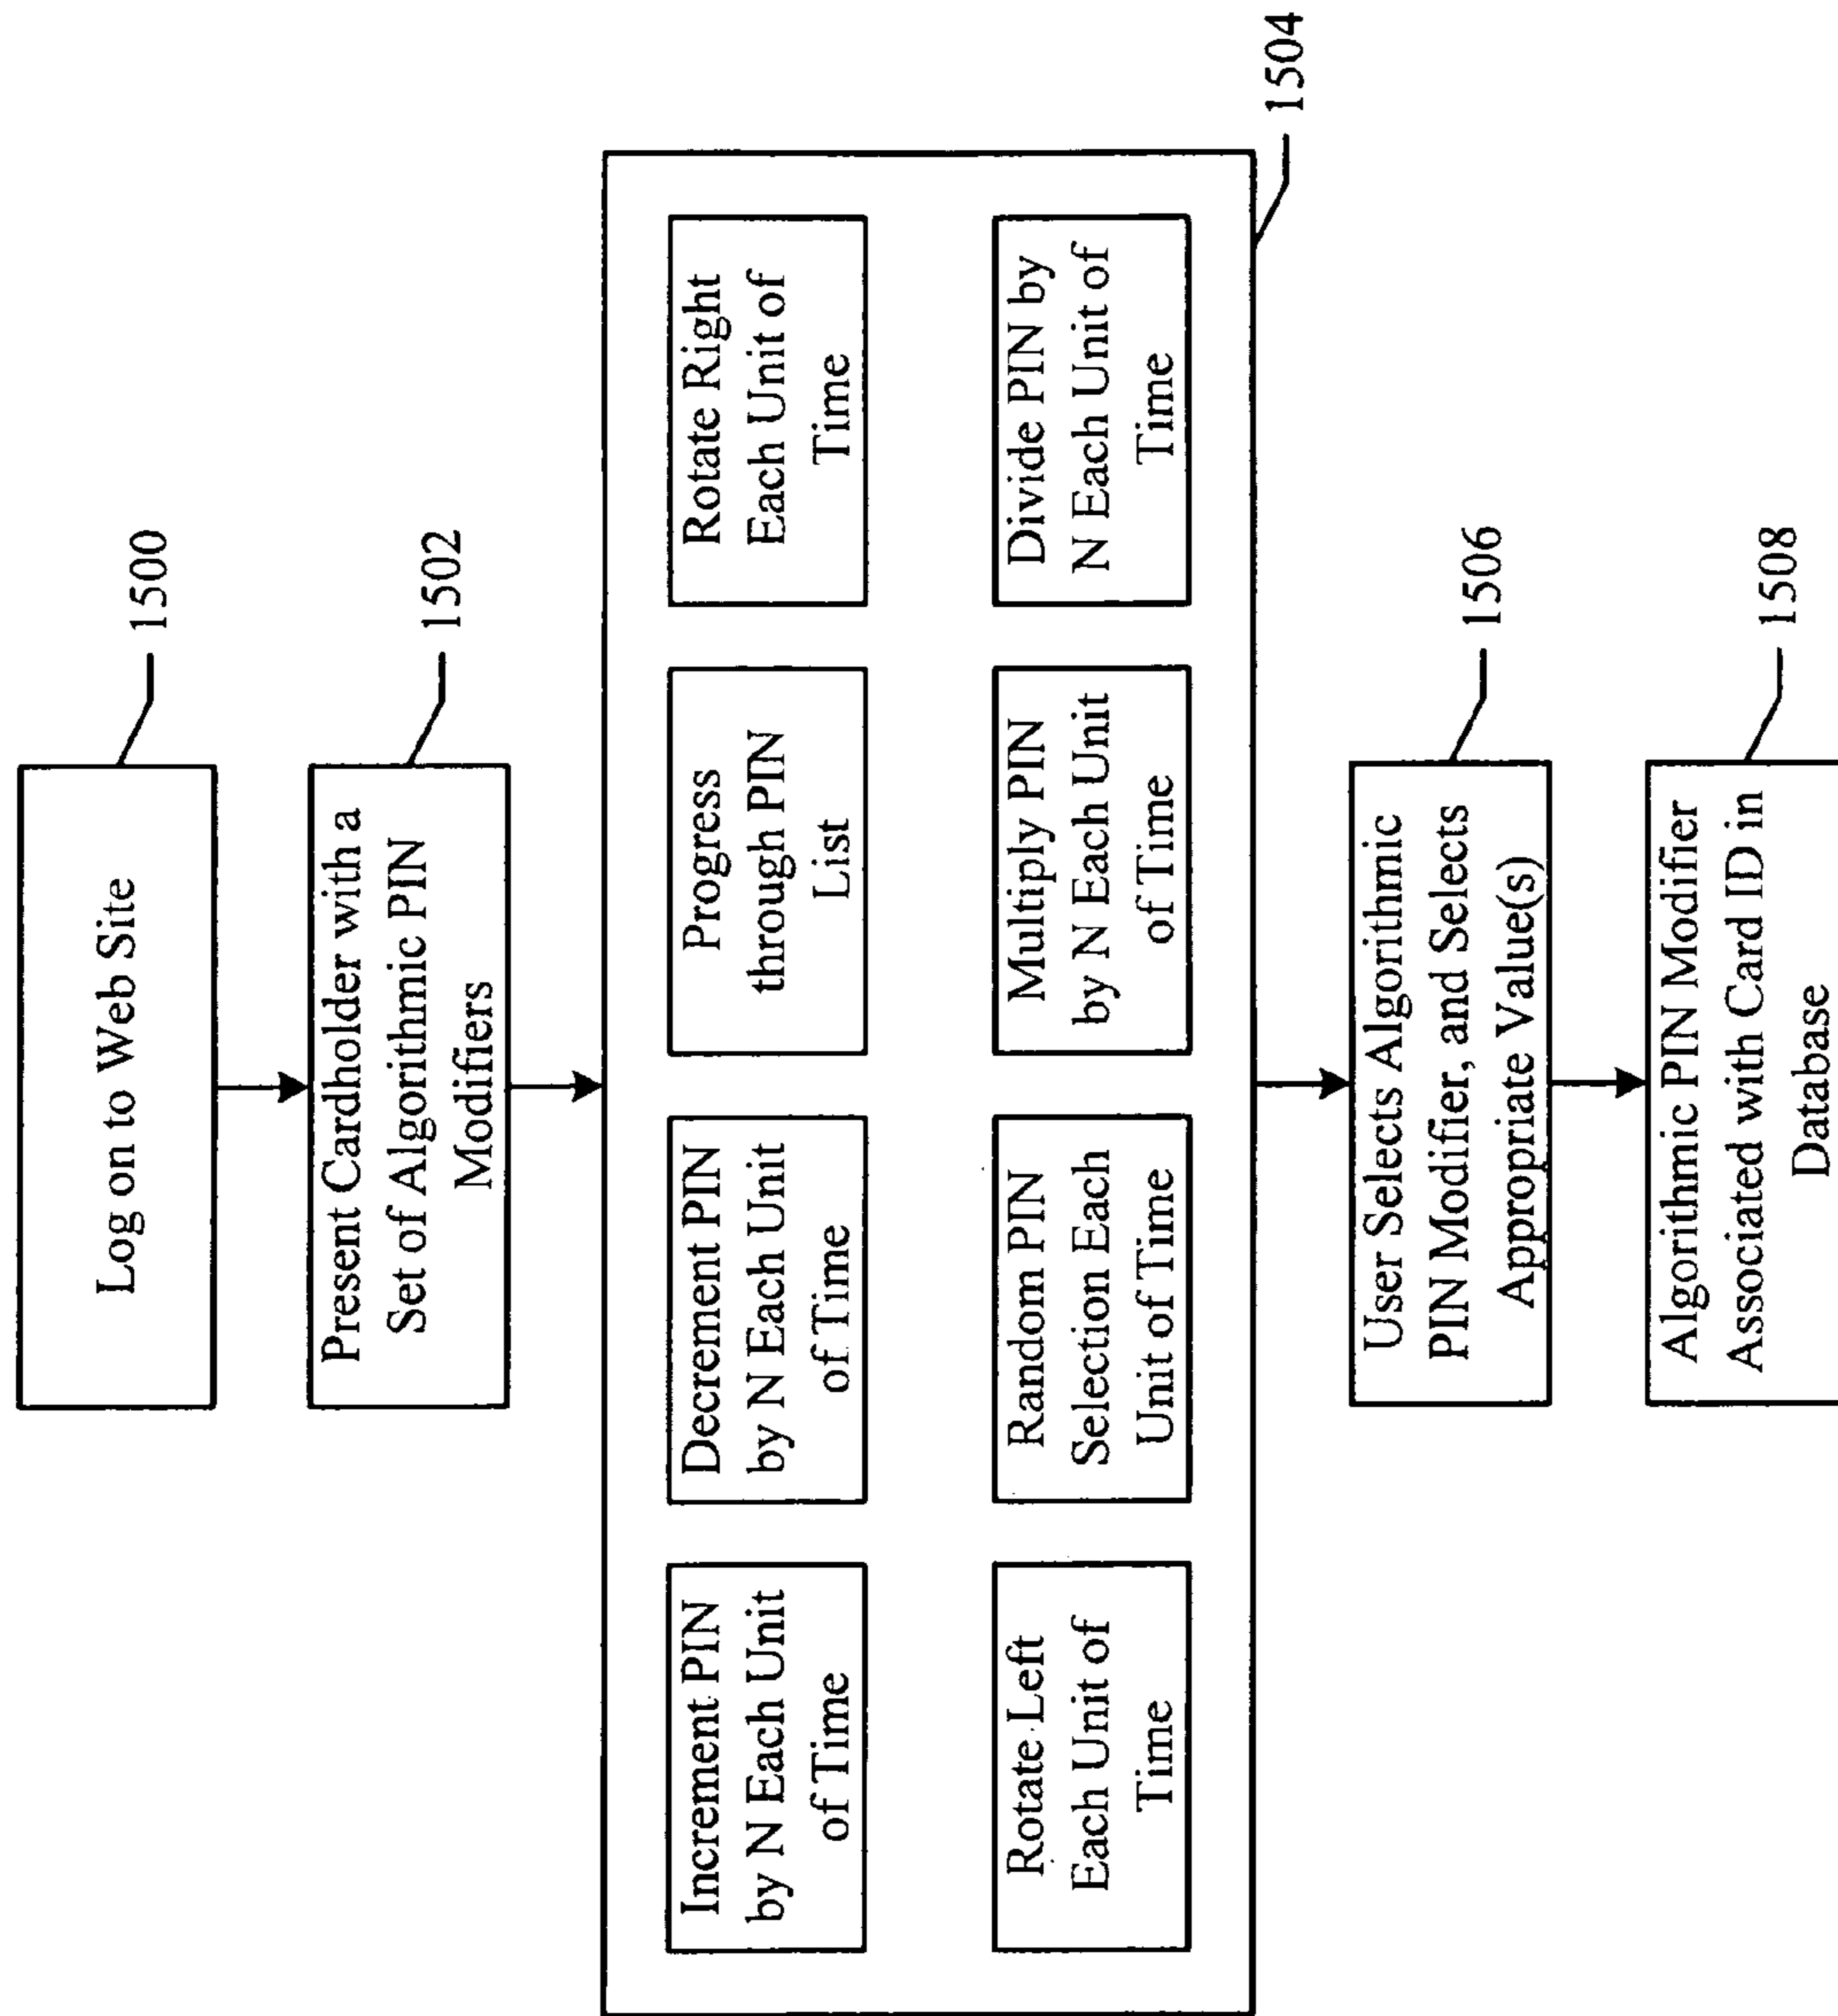 Log on to Web Site
1500
Present Cardholder with a
Set of Algorithmic PIN
Modifiers
1502
Increment PIN
by N Each Unit
of Time
Decrement PIN
by N Each Unit
of Time
Progress
through PIN
List
Rotate Right
Each Unit of
Time
Rotate Left
Each Unit of
Time
Random PIN
Selection Each
Unit of Time
Multiply PIN
by N Each Unit
of Time
Divide PIN by
N Each Unit of
Time
1504
User Selects Algorithmic
PIN Modifier, and Selects
Appropriate Value(s)
1506
Algorithmic PIN Modifier
Associated with Card ID in
Database
1508